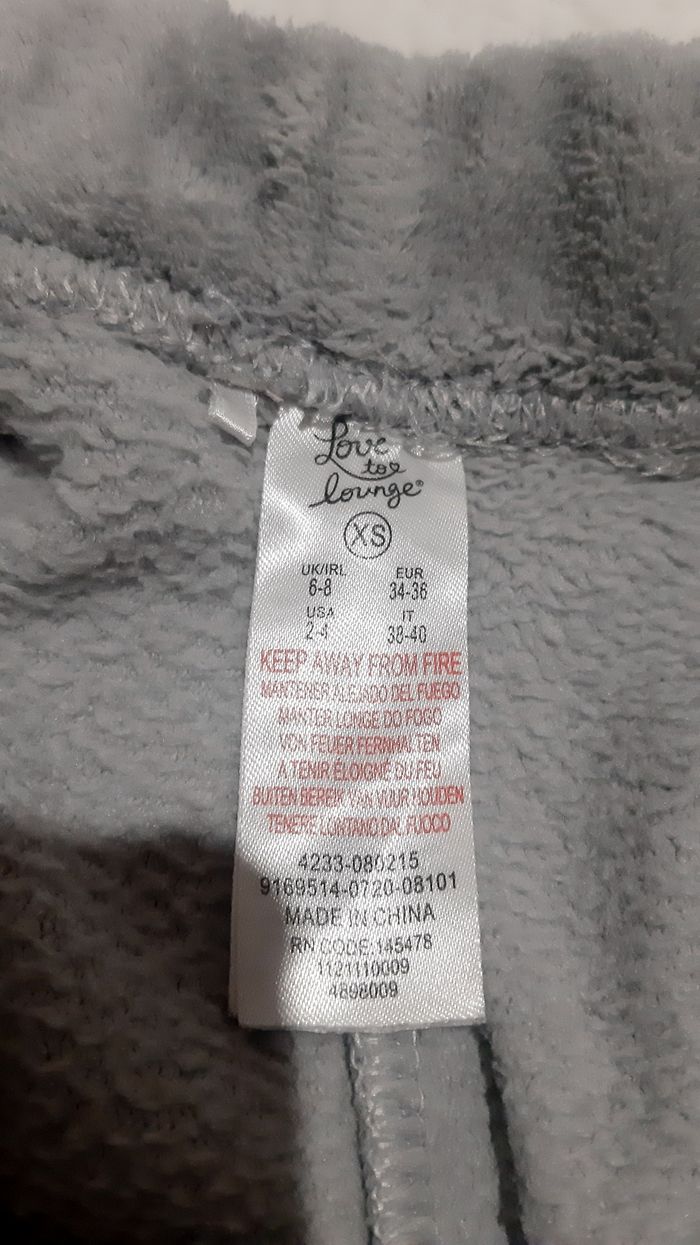 Love
to
lounge®
XS
UK/IRL EUR
6-8 34-36
USA IT
2-4 38-40
KEEP AWAY FROM FIRE
MANTENER ALEJADO DEL FUEGO
MANTER LONGE DO FOGO
VON FEUER FERNHALTEN
A TENIR ÉLOIGNÉ DU FEU
BUITEN BEREIK VAN VUUR HOUDEN
TENERE LONTANO DAL FUOCO
4233-080215
9169514-0720-08101
MADE IN CHINA
RN CODE:145478
1121110009
4898009